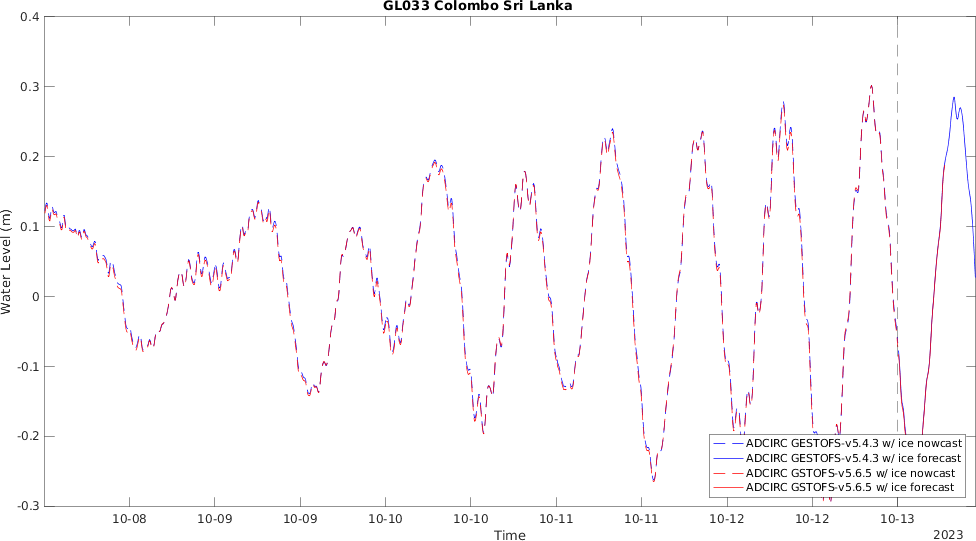 GL033 Colombo Sri Lanka
0.4
0.3
0.2
0.1
0
-0.1
-0.2
-0.3
Water Level (m)
ADCIRC GESTOFS-v5.4.3 w/ ice nowcast
ADCIRC GESTOFS-v5.4.3 w/ ice forecast
ADCIRC GSTOFS-v5.6.5 w/ ice nowcast
ADCIRC GSTOFS-v5.6.5 w/ ice forecast
10-08 10-09 10-09 10-10 10-10 10-11 10-11 10-12 10-12 10-13
Time
2023